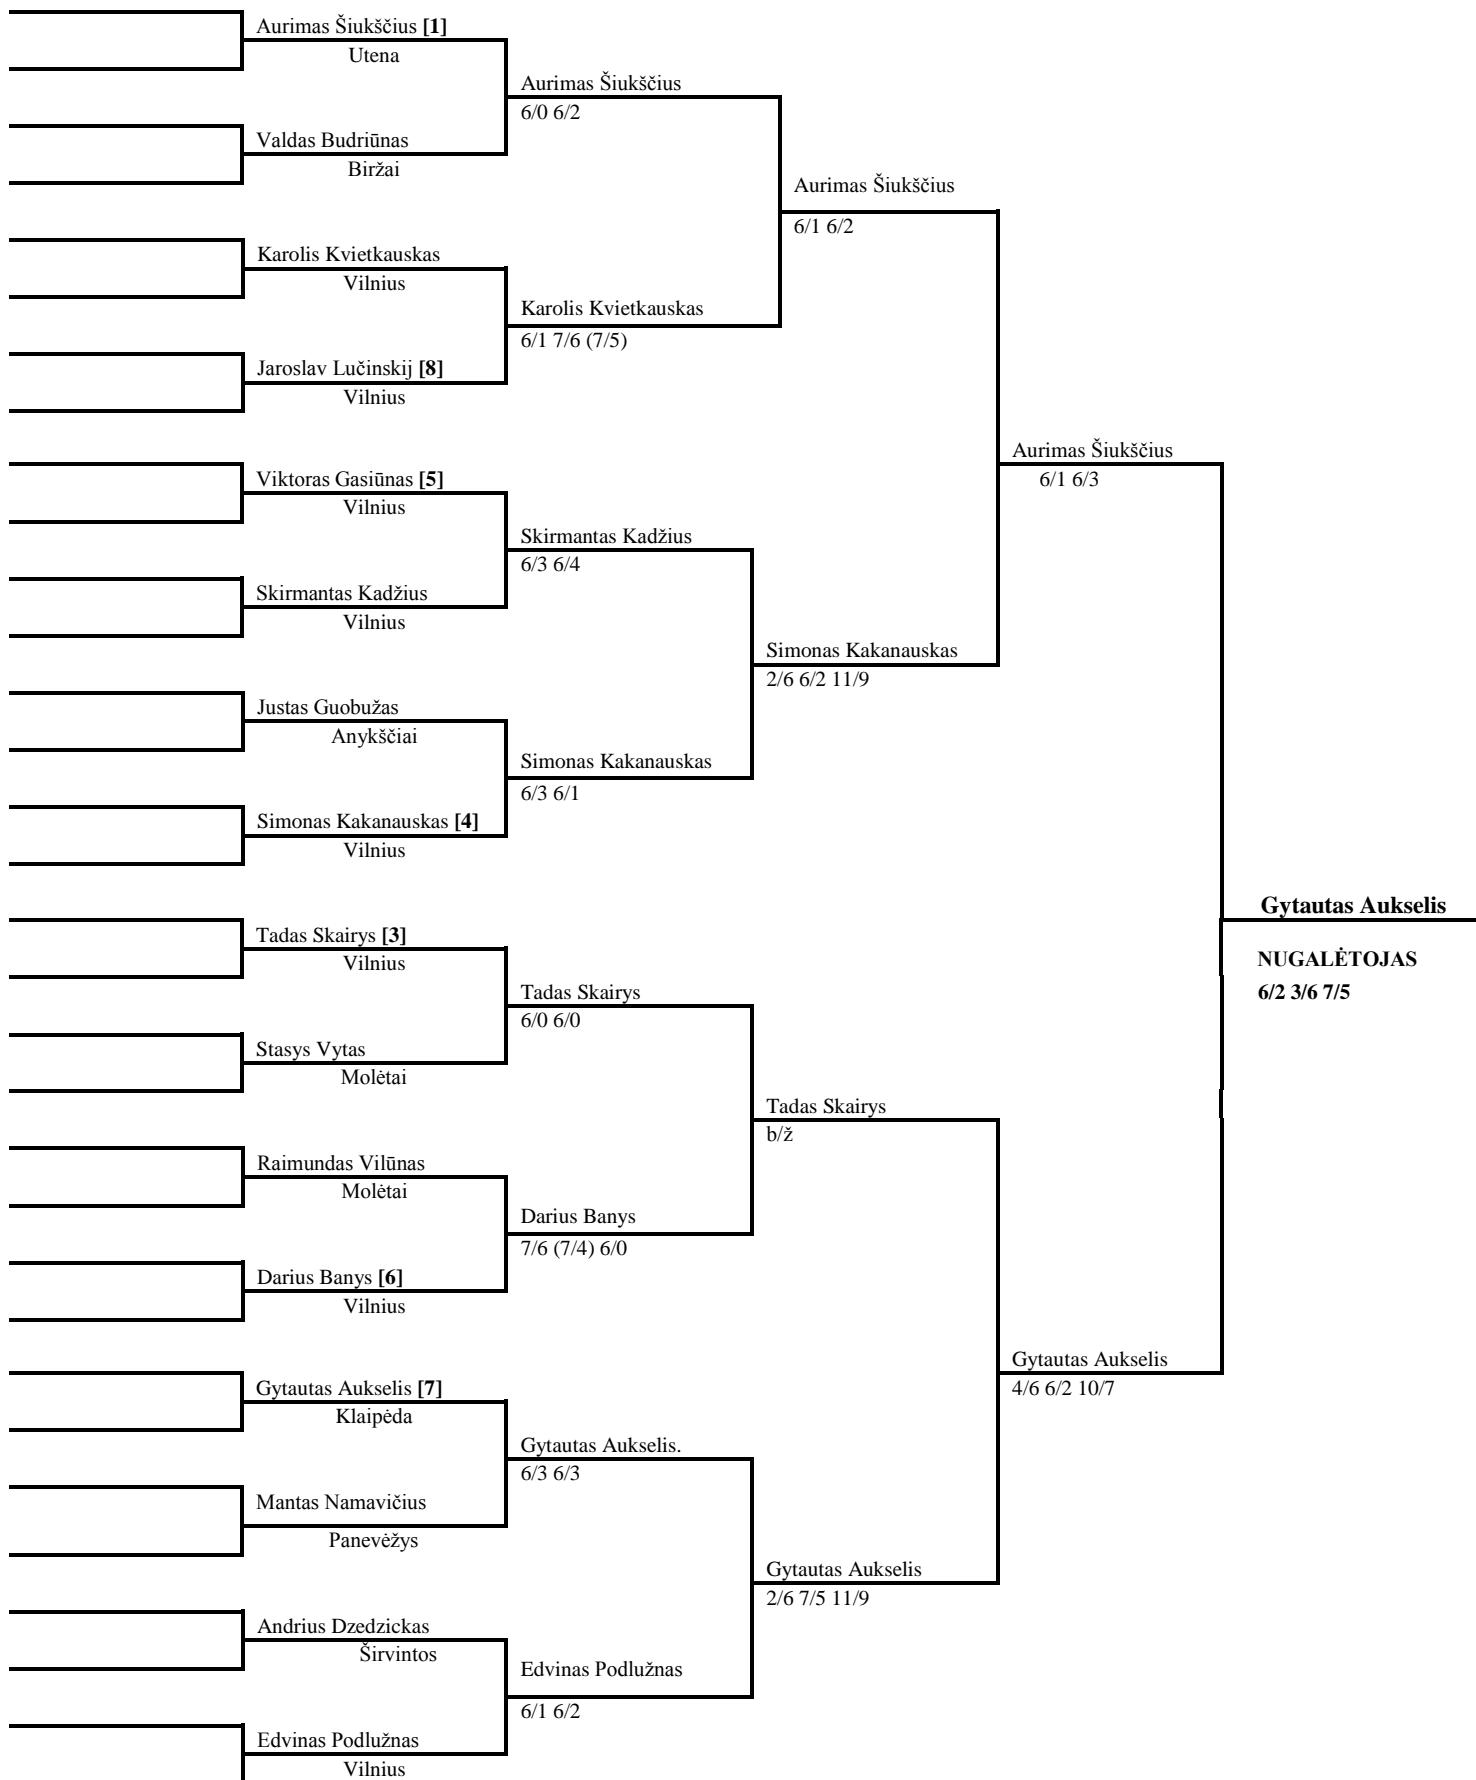 Aurimas Šiukščius [1]
Utena
Aurimas Šiukščius
6/0 6/2
Valdas Budriūnas
Biržai
Aurimas Šiukščius
6/1 6/2
Karolis Kvietkauskas
Vilnius
Karolis Kvietkauskas
6/1 7/6 (7/5)
Jaroslav Lučinskij [8]
Vilnius
Aurimas Šiukščius
6/1 6/3
Viktoras Gasiūnas [5]
Vilnius
Skirmantas Kadžius
6/3 6/4
Skirmantas Kadžius
Vilnius
Simonas Kakanauskas
2/6 6/2 11/9
Justas Guobužas
Anykščiai
Simonas Kakanauskas
6/3 6/1
Simonas Kakanauskas [4]
Vilnius
Gytautas Aukselis
NUGALĖTOJAS
6/2 3/6 7/5
Tadas Skairys [3]
Vilnius
Tadas Skairys
6/0 6/0
Stasys Vytas
Molėtai
Tadas Skairys
b/ž
Raimundas Vilūnas
Molėtai
Darius Banys
7/6 (7/4) 6/0
Darius Banys [6]
Vilnius
Gytautas Aukselis
4/6 6/2 10/7
Gytautas Aukselis [7]
Klaipėda
Gytautas Aukselis.
6/3 6/3
Mantas Namavičius
Panevėžys
Gytautas Aukselis
2/6 7/5 11/9
Andrius Dzedzickas
Širvintos
Edvinas Podlužnas
6/1 6/2
Edvinas Podlužnas
Vilnius